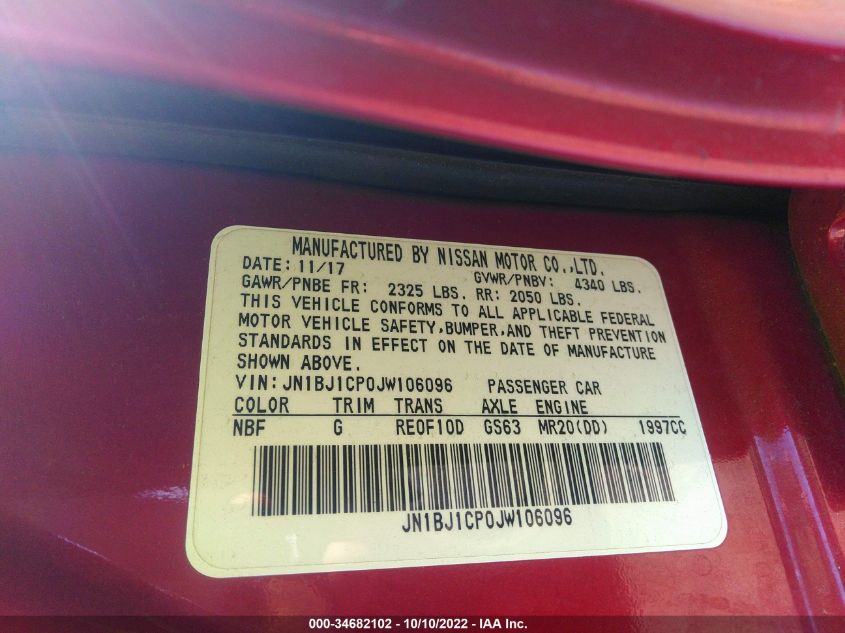 MANUFACTURED BY NISSAN MOTOR CO.,LTD.
DATE: 11/17 GVWR/PNBV: 4340 LBS.
GAWR/PNBE FR: 2325 LBS. RR: 2050 LBS.
THIS VEHICLE CONFORMS TO ALL APPLICABLE FEDERAL
MOTOR VEHICLE SAFETY,BUMPER,AND THEFT PREVENTION
STANDARDS IN EFFECT ON THE DATE OF MANUFACTURE
SHOWN ABOVE.
VIN: JN1BJ1CP0JW106096 PASSENGER CAR
COLOR TRIM TRANS AXLE ENGINE
NBF G RE0F10D GS63 MR20(DD) 1997CC
JN1BJ1CP0JW106096
000-34682102 - 10/10/2022 - IAA Inc.